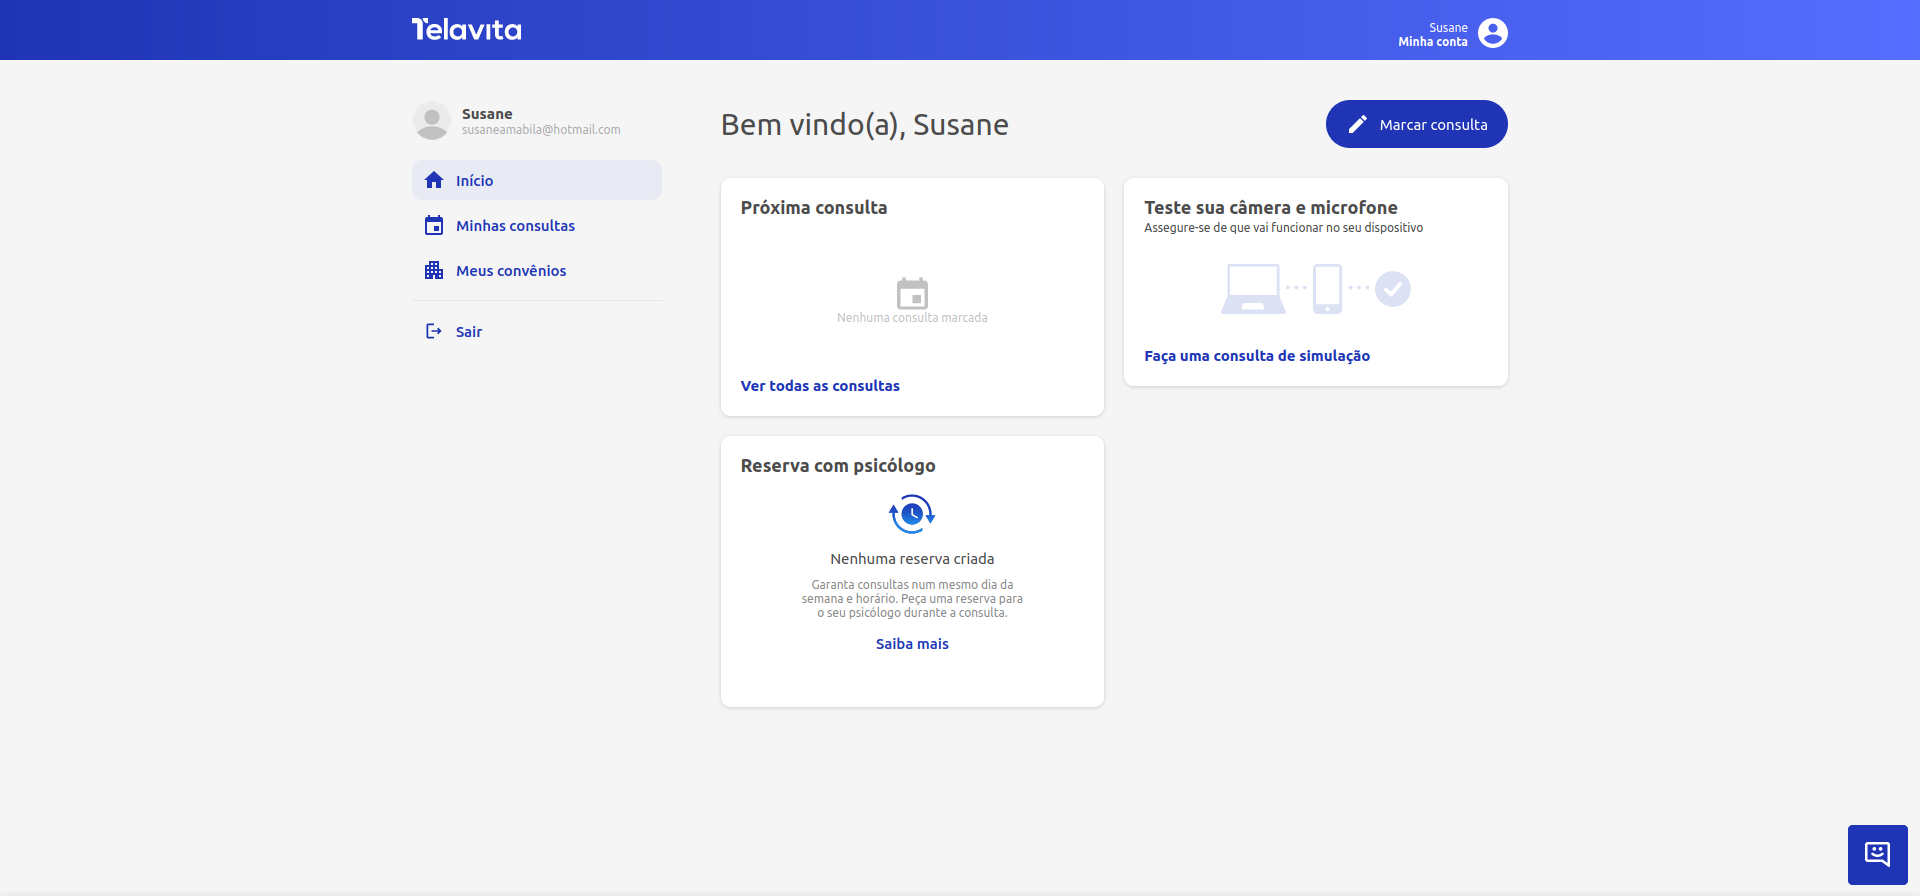 Telavita
Susane
Minha conta
Susane
susaneamabila@hotmail.com
Início
Minhas consultas
Meus convênios
Sair
Bem vindo(a), Susane
Marcar consulta
Próxima consulta
Nenhuma consulta marcada
Ver todas as consultas
Teste sua câmera e microfone
Assegure-se de que vai funcionar no seu dispositivo
Faça uma consulta de simulação
Reserva com psicólogo
Nenhuma reserva criada
Garanta consultas num mesmo dia da
semana e horário. Peça uma reserva para
o seu psicólogo durante a consulta.
Saiba mais